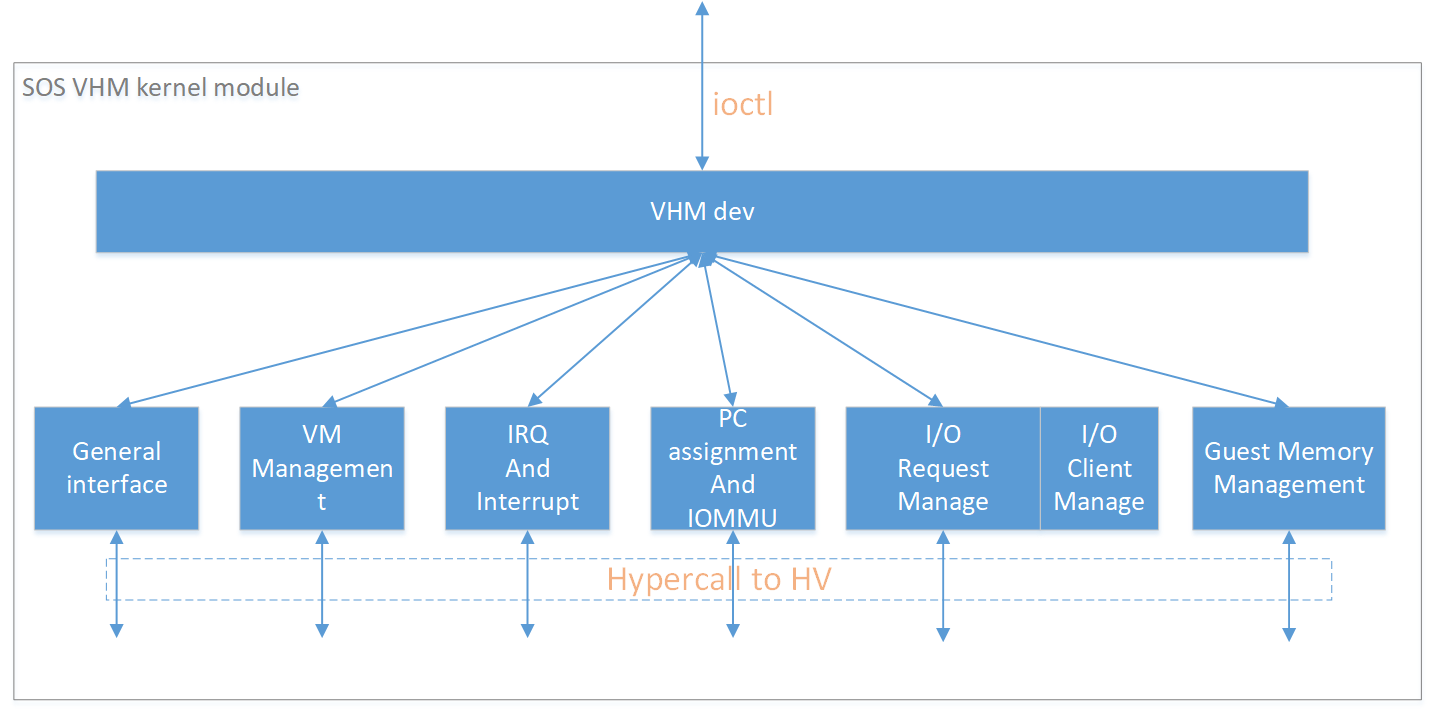 SOS VHM kernel module
ioctl
VHM dev
General
interface
VM
Managemen
t
IRQ
And
Interrupt
PC
assignment
And
IOMMU
I/O
Request
Manage
I/O
Client
Manage
Guest Memory
Management
Hypercall to HV